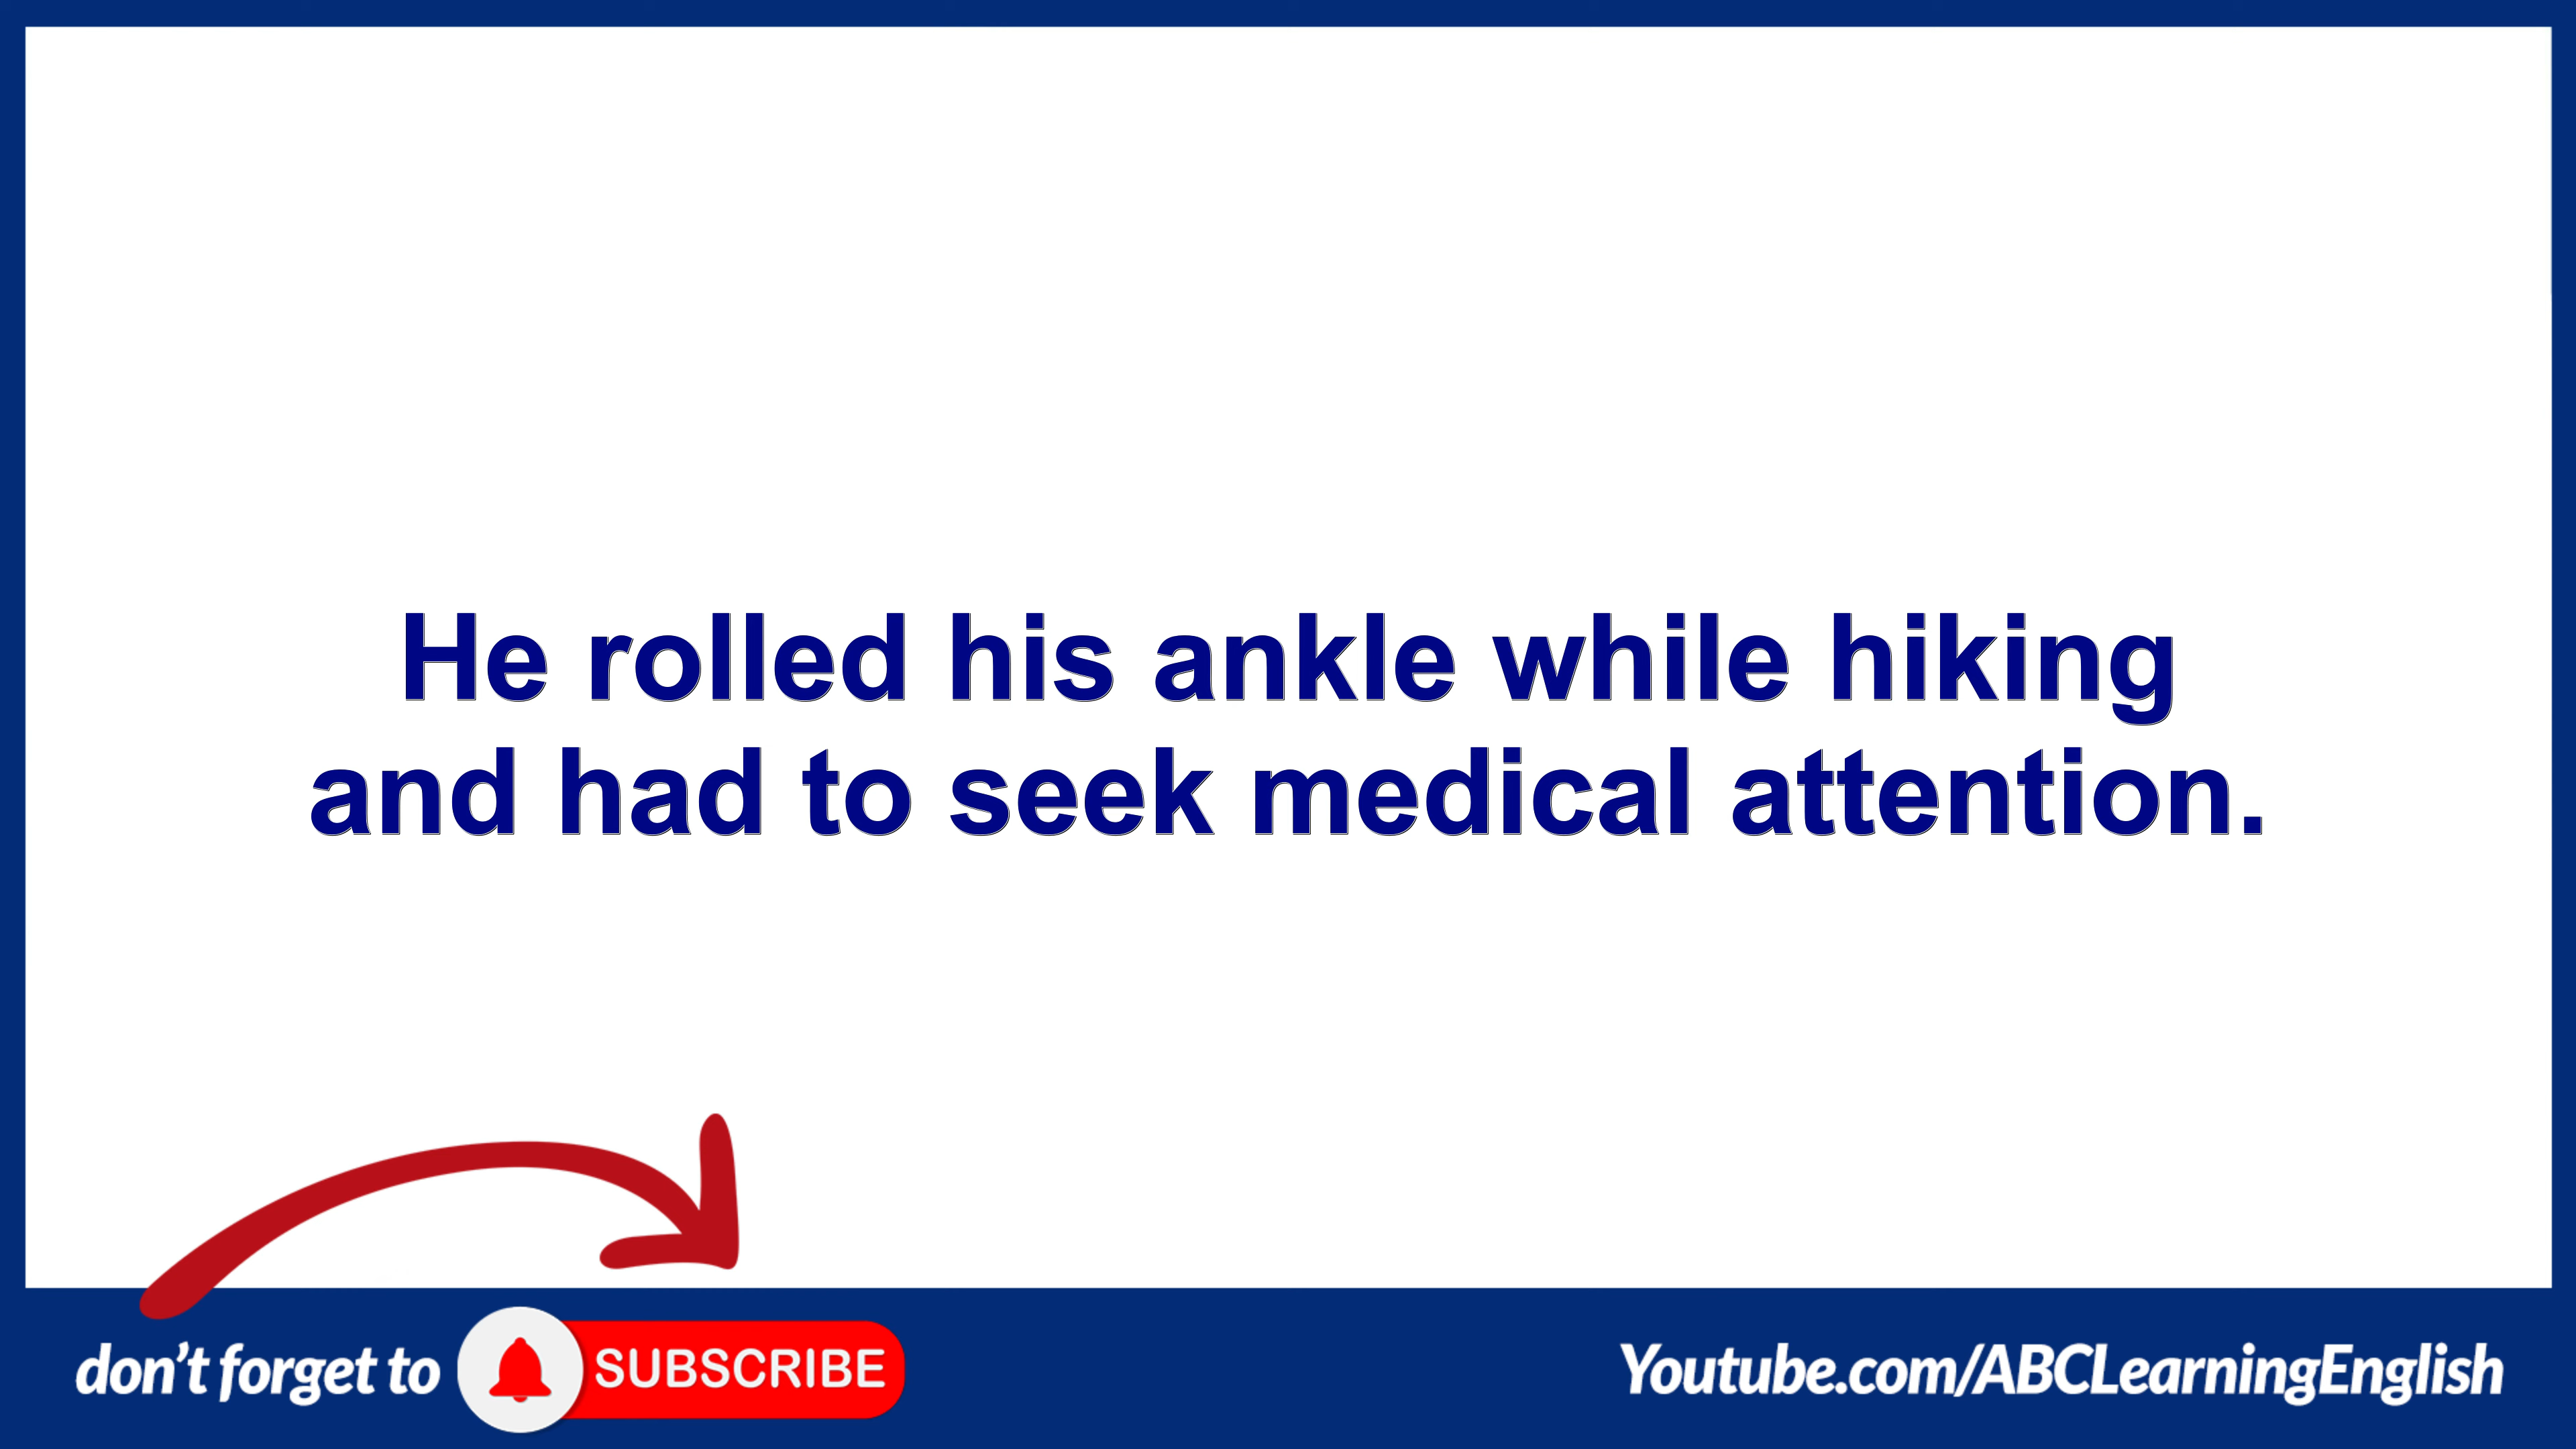 He rolled his ankle while hiking
and had to seek medical attention.
don't forget to SUBSCRIBE
Youtube.com/ABCLearningEnglish